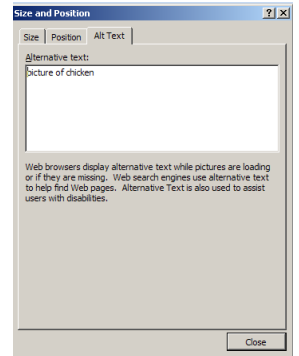 Size and Position
Size Position Alt Text
Alternative text:
picture of chicken
Web browsers display alternative text while pictures are loading
or if they are missing. Web search engines use alternative text
to help find Web pages. Alternative Text is also used to assist
users with disabilities.
Close